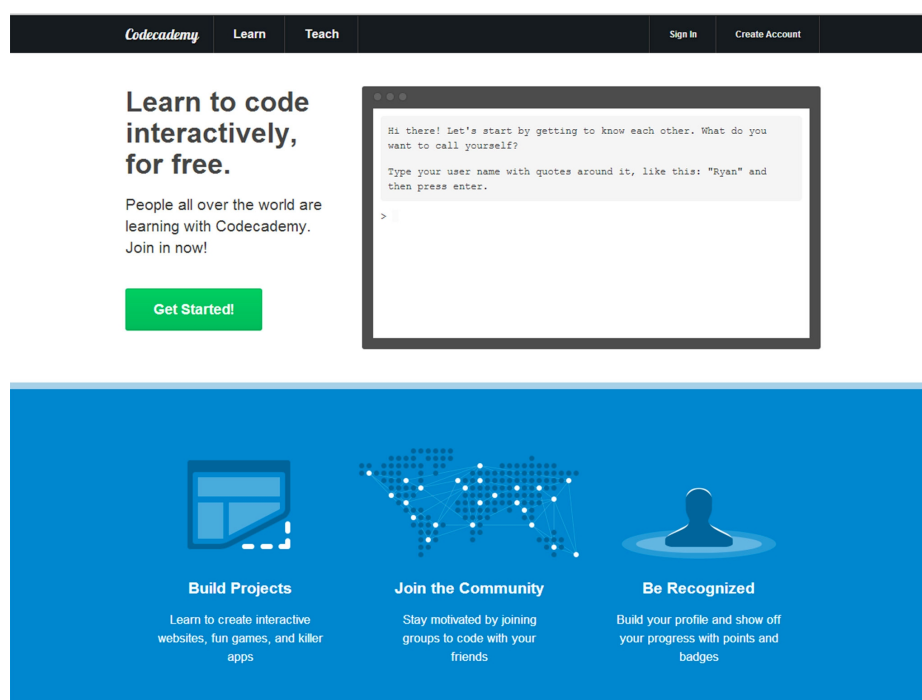 Codecademy Learn Teach Sign In Create Account
Learn to code
interactively,
for free.
People all over the world are
learning with Codecademy.
Join in now!
Get Started!
Hi there! Let's start by getting to know each other. What do you
want to call yourself?
Type your user name with quotes around it, like this: "Ryan" and
then press enter.
>
Build Projects
Learn to create interactive
websites, fun games, and killer
apps
Join the Community
Stay motivated by joining
groups to code with your
friends
Be Recognized
Build your profile and show off
your progress with points and
badges